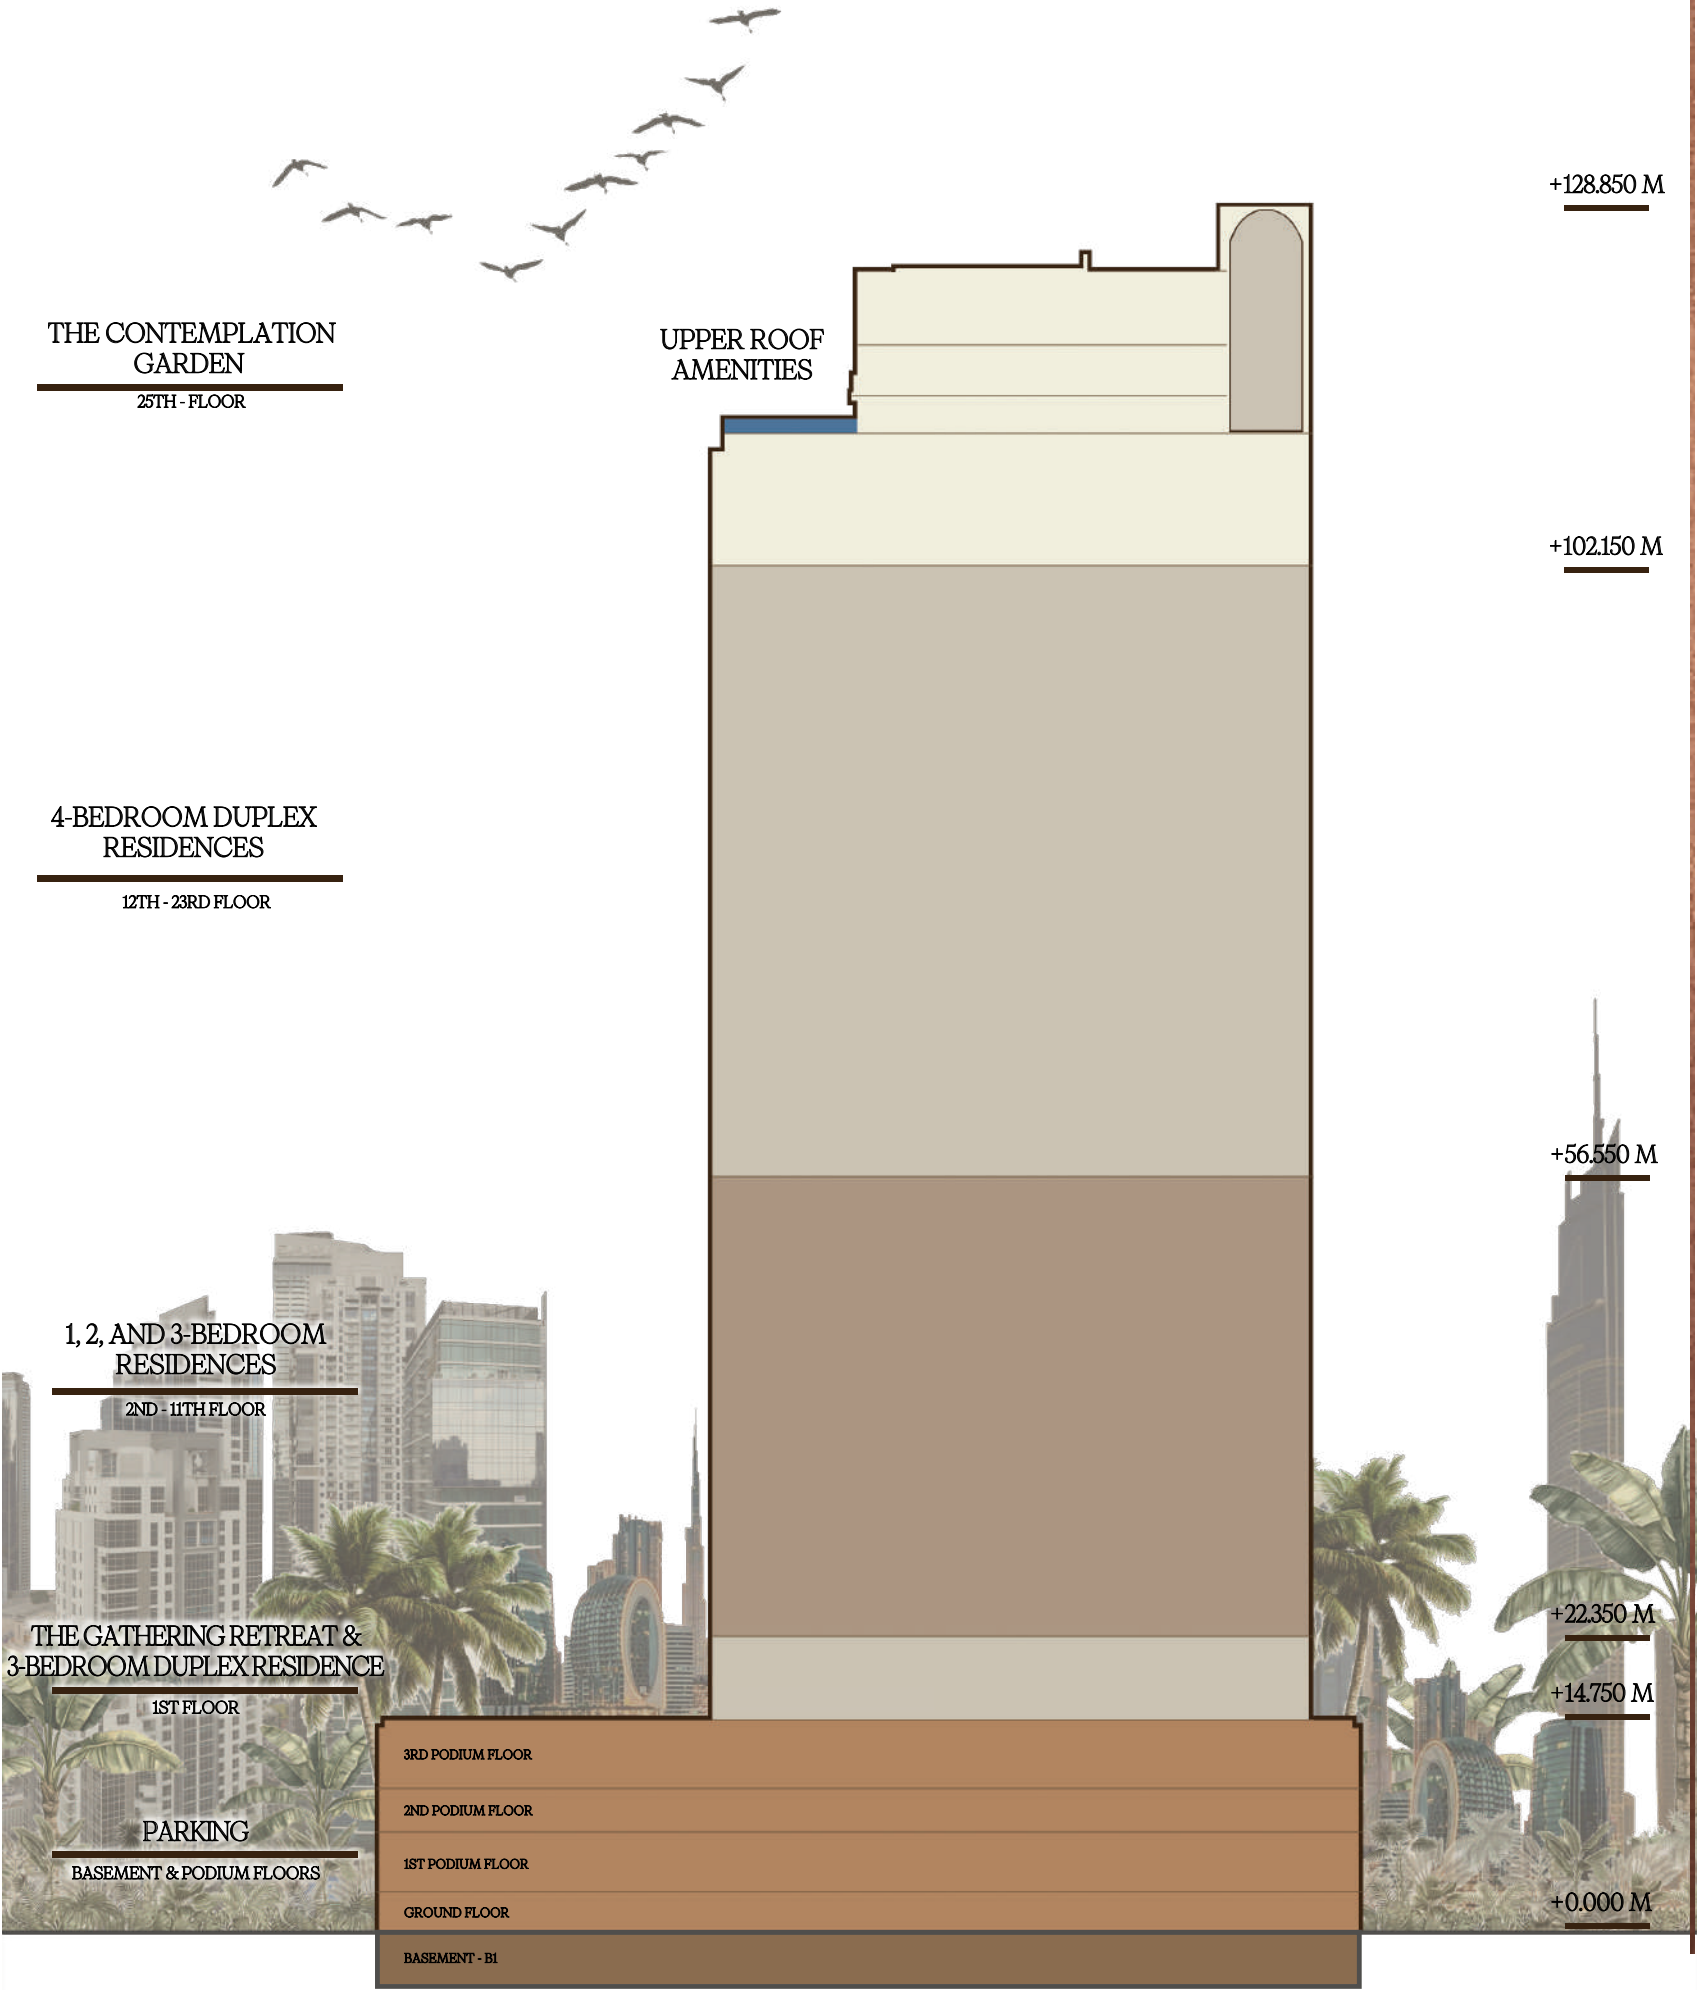 +128.850 M
THE CONTEMPLATION
GARDEN
25TH - FLOOR
UPPER ROOF
AMENITIES
+102.150 M
4-BEDROOM DUPLEX
RESIDENCES
12TH - 23RD FLOOR
+56.550 M
1, 2, AND 3-BEDROOM
RESIDENCES
2ND - 11TH FLOOR
+22.350 M
THE GATHERING RETREAT &
3-BEDROOM DUPLEX RESIDENCE
1ST FLOOR
+14.750 M
3RD PODIUM FLOOR
2ND PODIUM FLOOR
PARKING
BASEMENT & PODIUM FLOORS
1ST PODIUM FLOOR
GROUND FLOOR
+0.000 M
BASEMENT - B1